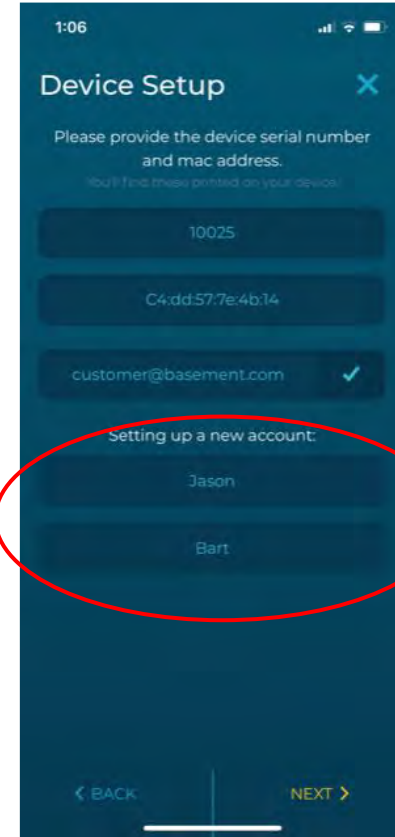 1:06
Device Setup
Please provide the device serial number
and mac address.
You'll find these printed on your device.
10025
C4:dd:57:7e:4b:14
customer@basement.com
Setting up a new account:
Jason
Bart
BACK
NEXT